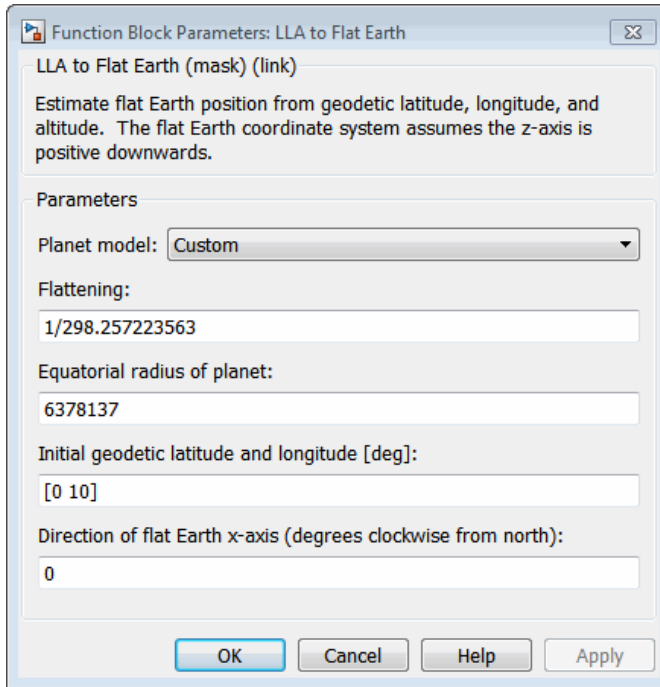 Function Block Parameters: LLA to Flat Earth
LLA to Flat Earth (mask) (link)
Estimate flat Earth position from geodetic latitude, longitude, and
altitude.  The flat Earth coordinate system assumes the z-axis is
positive downwards.
Parameters
Planet model: Custom
Flattening:
1/298.257223563
Equatorial radius of planet:
6378137
Initial geodetic latitude and longitude [deg]:
[0 10]
Direction of flat Earth x-axis (degrees clockwise from north):
0
OK Cancel Help Apply